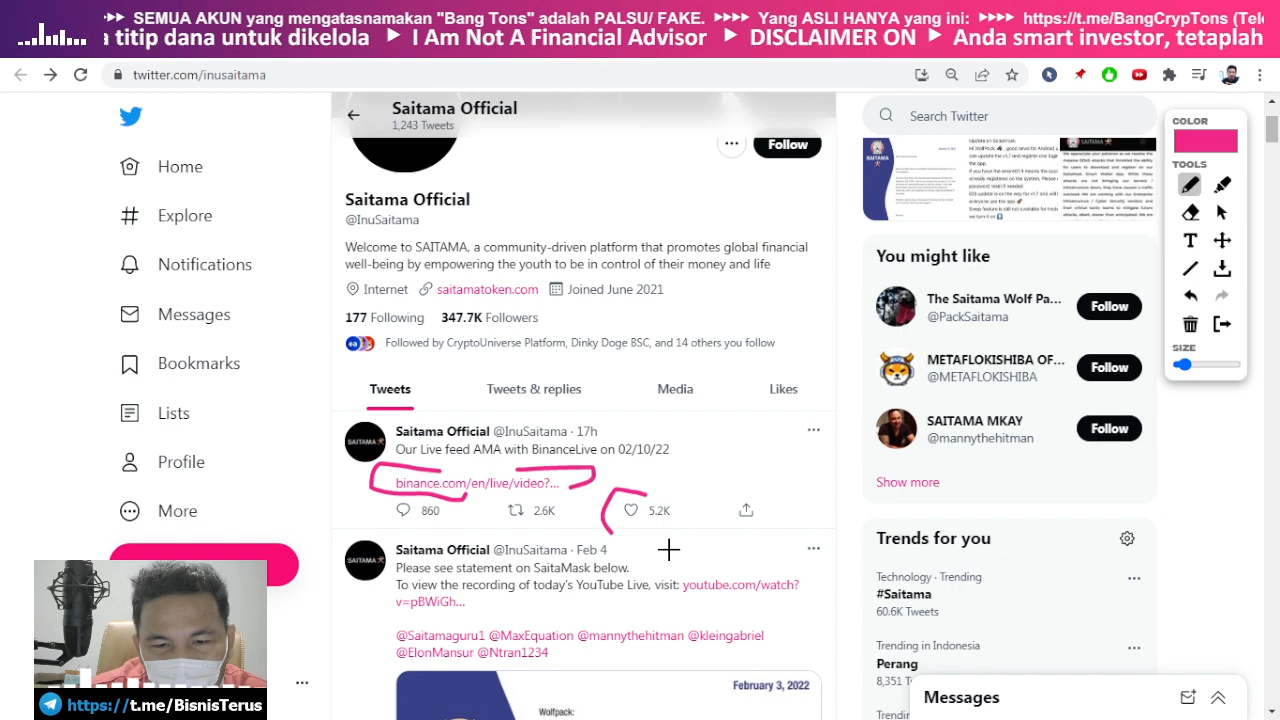 SEMUA AKUN yang mengatasnamakan "Bang Tons" adalah PALSU/ FAKE. Yang ASLI HANYA yang ini: https://t.me/BangCrypTons (Tel
a titip dana untuk dikelola ▶ I Am Not A Financial Advisor ▶ DISCLAIMER ON ▶ Anda smart investor, tetaplah
twitter.com/inusaitama
Home
Explore
Notifications
Messages
Bookmarks
Lists
Profile
More
https://t.me/BisnisTerus
Saitama Official
1,243 Tweets
Follow
Saitama Official
@InuSaitama
Welcome to SAITAMA, a community-driven platform that promotes global financial
well-being by empowering the youth to be in control of their money and life
Internet saitamatoken.com Joined June 2021
177 Following 347.7K Followers
Followed by CryptoUniverse Platform, Dinky Doge BSC, and 14 others you follow
Tweets Tweets & replies Media Likes
SAITAMA
Saitama Official @InuSaitama · 17h
Our Live feed AMA with BinanceLive on 02/10/22
binance.com/en/live/video?...
860 2.6K 5.2K
SAITAMA
Saitama Official @InuSaitama · Feb 4
Please see statement on SaitaMask below.
To view the recording of today's YouTube Live, visit: youtube.com/watch?
v=pBWiGh...
@Saitamaguru1 @MaxEquation @mannythehitman @kleingabriel
@ElonMansur @Ntran1234
February 3, 2022
Wolfpack:
Search Twitter
SAITAMA
You might like
The Saitama Wolf Pa...
@PackSaitama
Follow
METAFLOKISHIBA OF...
@METAFLOKISHIBA
Follow
SAITAMA MKAY
@mannythehitman
Follow
Show more
Trends for you
Technology · Trending
#Saitama
60.6K Tweets
Trending in Indonesia
Perang
8,351
Messages
COLOR
TOOLS
T
SIZE